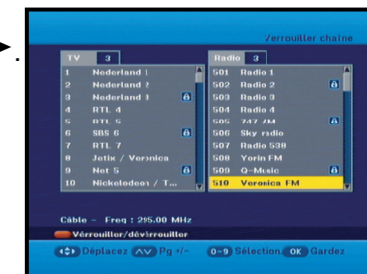 Verrouiller chaîne
TV 3
Radio 3
1 Nederland 1
2 Nederland 2
3 Nederland 3
4 RTL 4
5 RTL 5
6 SBS 6
7 RTL 7
8 Jetix / Veronica
9 Net 5
10 Nickelodeon / T...
501 Radio 1
502 Radio 2
503 Radio 3
504 Radio 4
505 747 AM
506 Sky radio
507 Radio 538
508 Yorin FM
509 Q-Music
510 Veronica FM
Câble - Freq : 295.00 MHz
Vérrouiller/dévérrouiller
Déplacez Pg +/- 0-9 Sélection OK Gardez